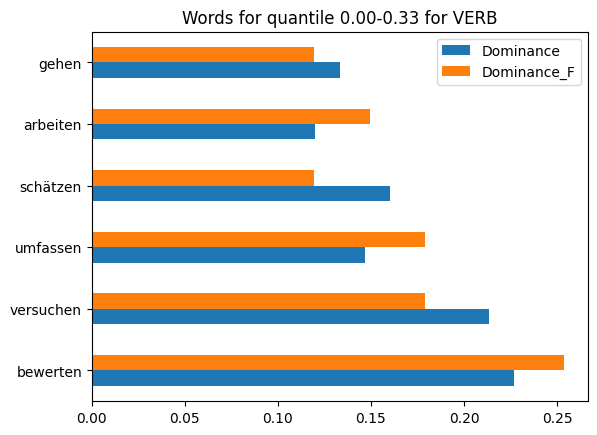 Words for quantile 0.00-0.33 for VERB
Dominance
Dominance_F
gehen
arbeiten
schätzen
umfassen
versuchen
bewerten
0.00 0.05 0.10 0.15 0.20 0.25